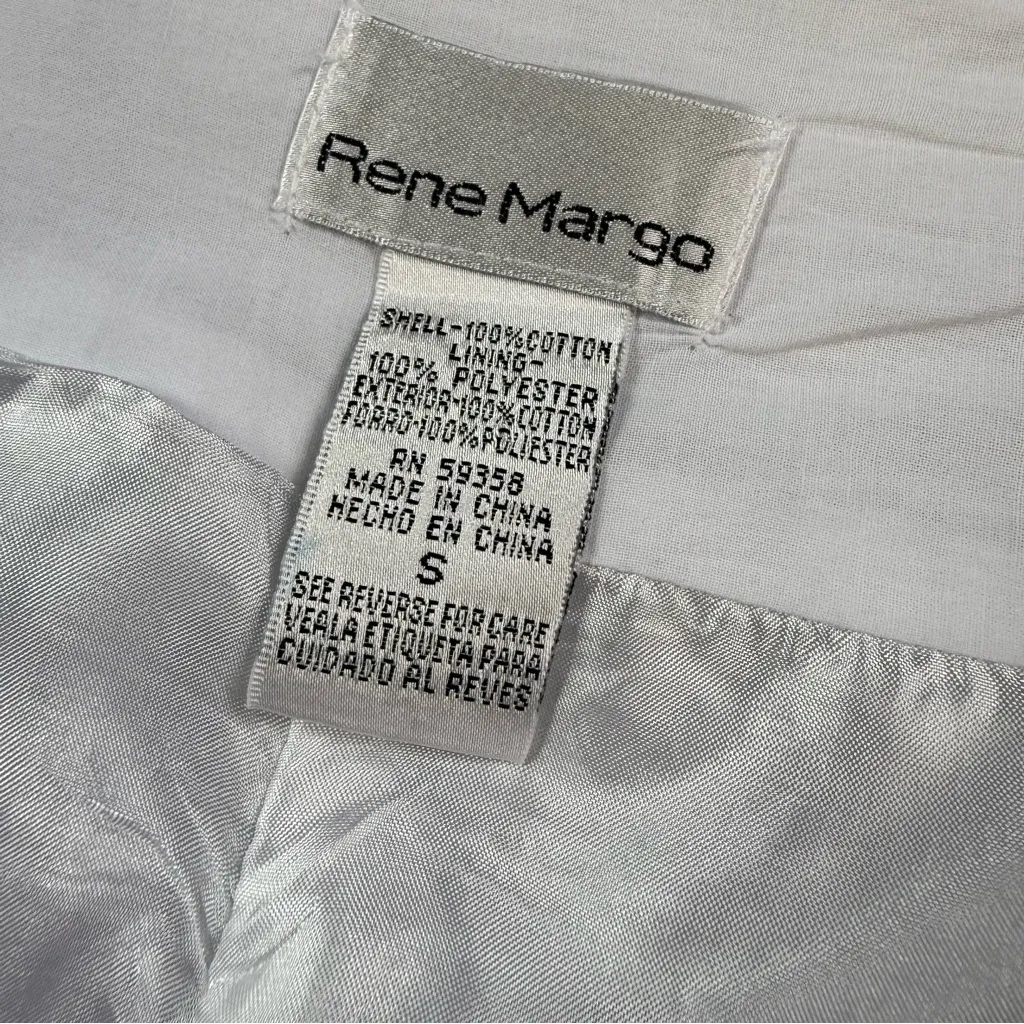 Rene Margo
SHELL-100%COTTON
LINING-
100% POLYESTER
EXTERIOR-100%COTTON
FORRO-100%POLIESTER
RN 59358
MADE IN CHINA
HECHO EN CHINA
S
SEE REVERSE FOR CARE
VEALA ETIQUETA PARA
CUIDADO AL REVES